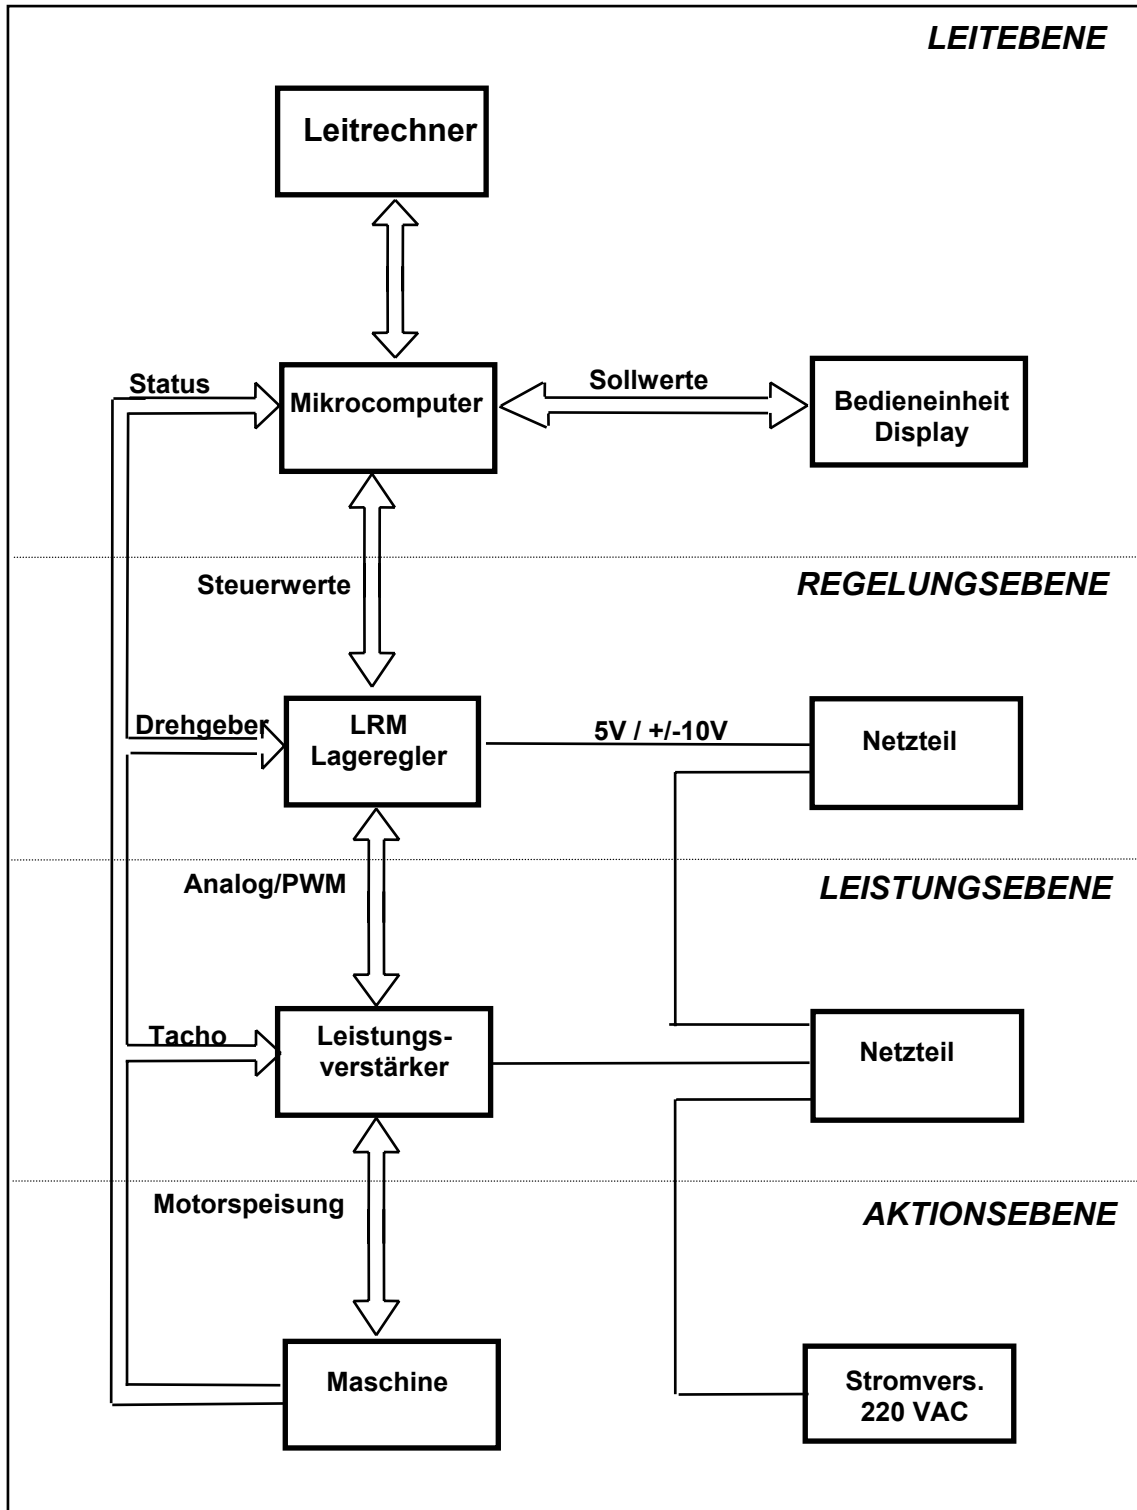 LEITEBENE
Leitrechner
Status
Mikrocomputer
Sollwerte
Bedieneinheit
Display
Steuerwerte
REGELUNGSEBENE
Drehgeber
LRM
Lageregler
5V / +/-10V
Netzteil
Analog/PWM
LEISTUNGSEBENE
Tacho
Leistungs-
verstärker
Netzteil
Motorspeisung
AKTIONSEBENE
Maschine
Stromvers.
220 VAC